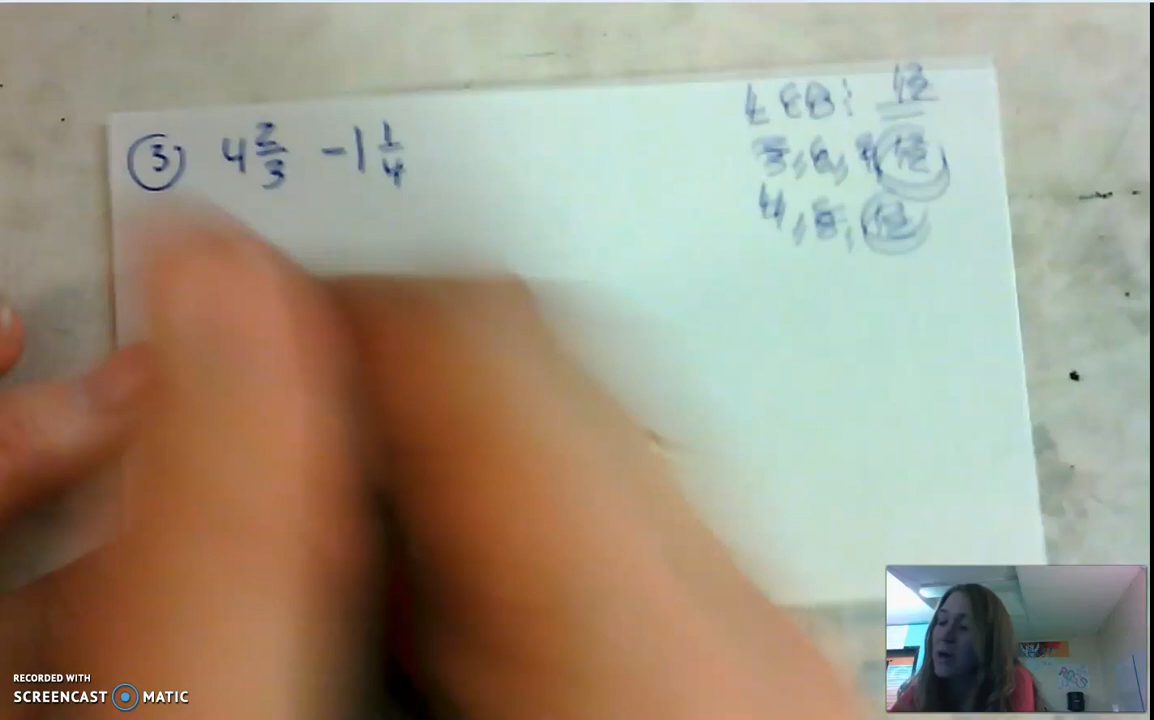 ③ 4 2/3 - 1 1/4
LCD: 12
3, 6, 9, 12
4, 8, 12
RECORDED WITH
SCREENCAST MATIC